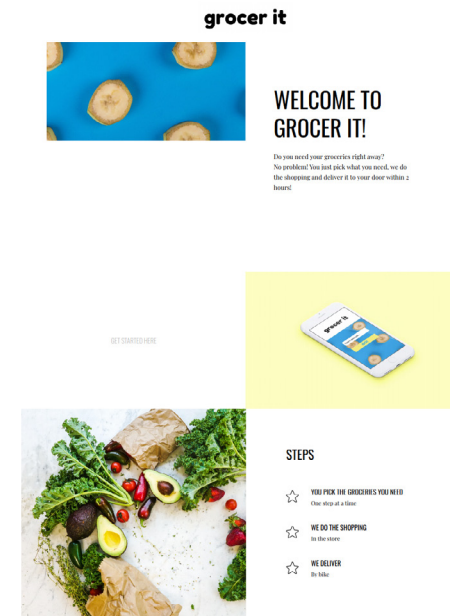 grocer it
WELCOME TO
GROCER IT!
Do you need your groceries right away?
No problem! You just pick what you need, we do
the shopping and deliver it to your door within 2
hours!
GET STARTED HERE
grocer it
STEPS
YOU PICK THE GROCERIES YOU NEED
One step at a time
WE DO THE SHOPPING
In the store
WE DELIVER
By bike